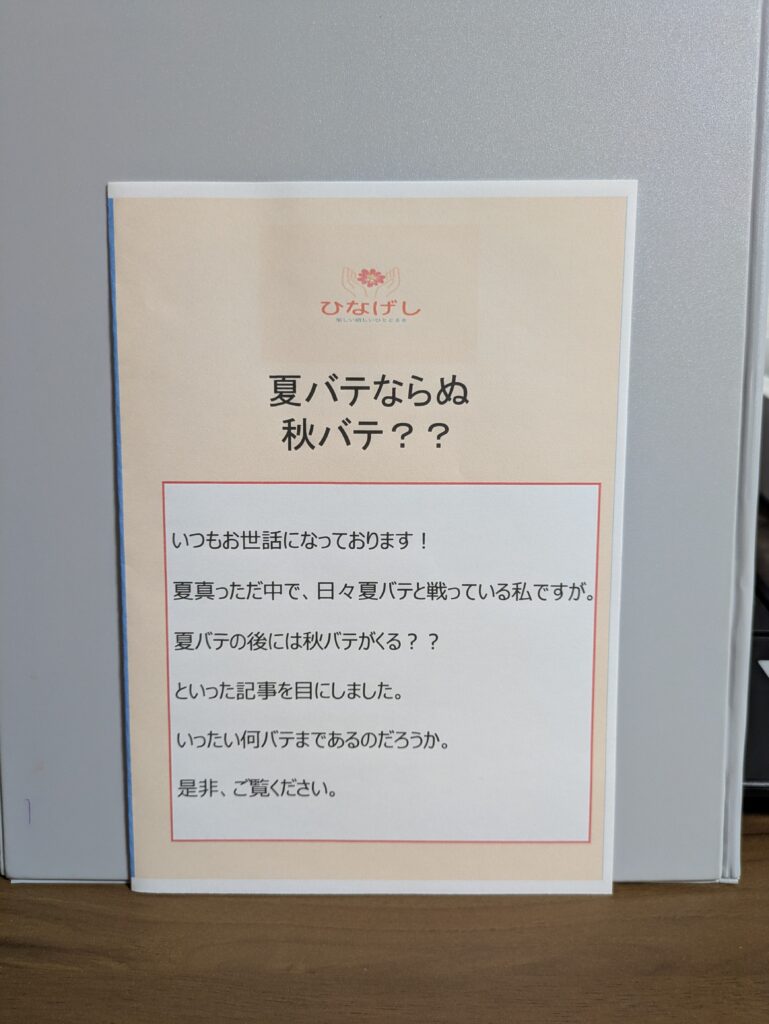 ひなげし
夏バテならぬ
秋バテ？？
いつもお世話になっております！
夏真っただ中で、日々夏バテと戦っている私ですが。
夏バテの後には秋バテがくる？？
といった記事を目にしました。
いったい何バテまであるのだろうか。
是非、ご覧ください。